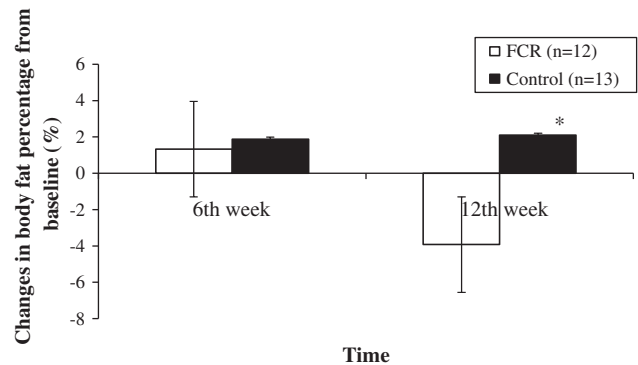 FCR (n=12)
Control (n=13)
Changes in body fat percentage from
baseline (%)
6
4
2
0
-2
-4
-6
-8
*
6th week
12th week
Time